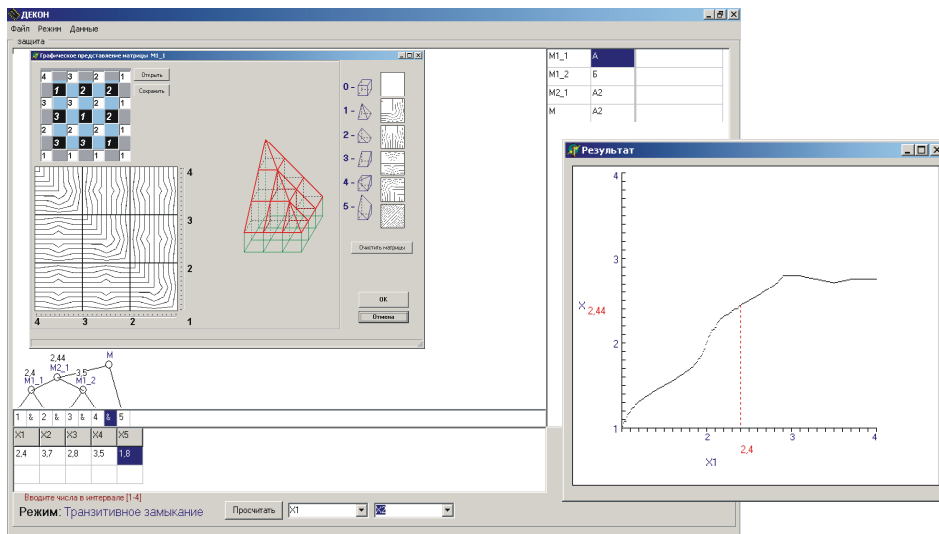 ДЕКОН
Файл Режим Данные
защита
Графическое представление матрицы M1_1
4 3 2 1
1 2 2
3 3 2 1
3 1 2
2 2 2 1
3 3 1
1 1 1 1
Открыть
Сохранить
0 -
1 -
2 -
3 -
4 -
5 -
Очистить матрицы
OK
Отмена
4
3
2
4 3 2 1
M1_1 А
M1_2 Б
M2_1 А2
M А2
Результат
4
3
X 2,44
2
1
2 3 4
2,4
X1
2,44 M
2,4 M2_1 3,5
M1_1 M1_2
1 & 2 & 3 & 4 & 5
X1 X2 X3 X4 X5
2,4 3,7 2,8 3,5 1,8
Вводите числа в интервале [1-4]
Режим: Транзитивное замыкание Просчитать X1 X2